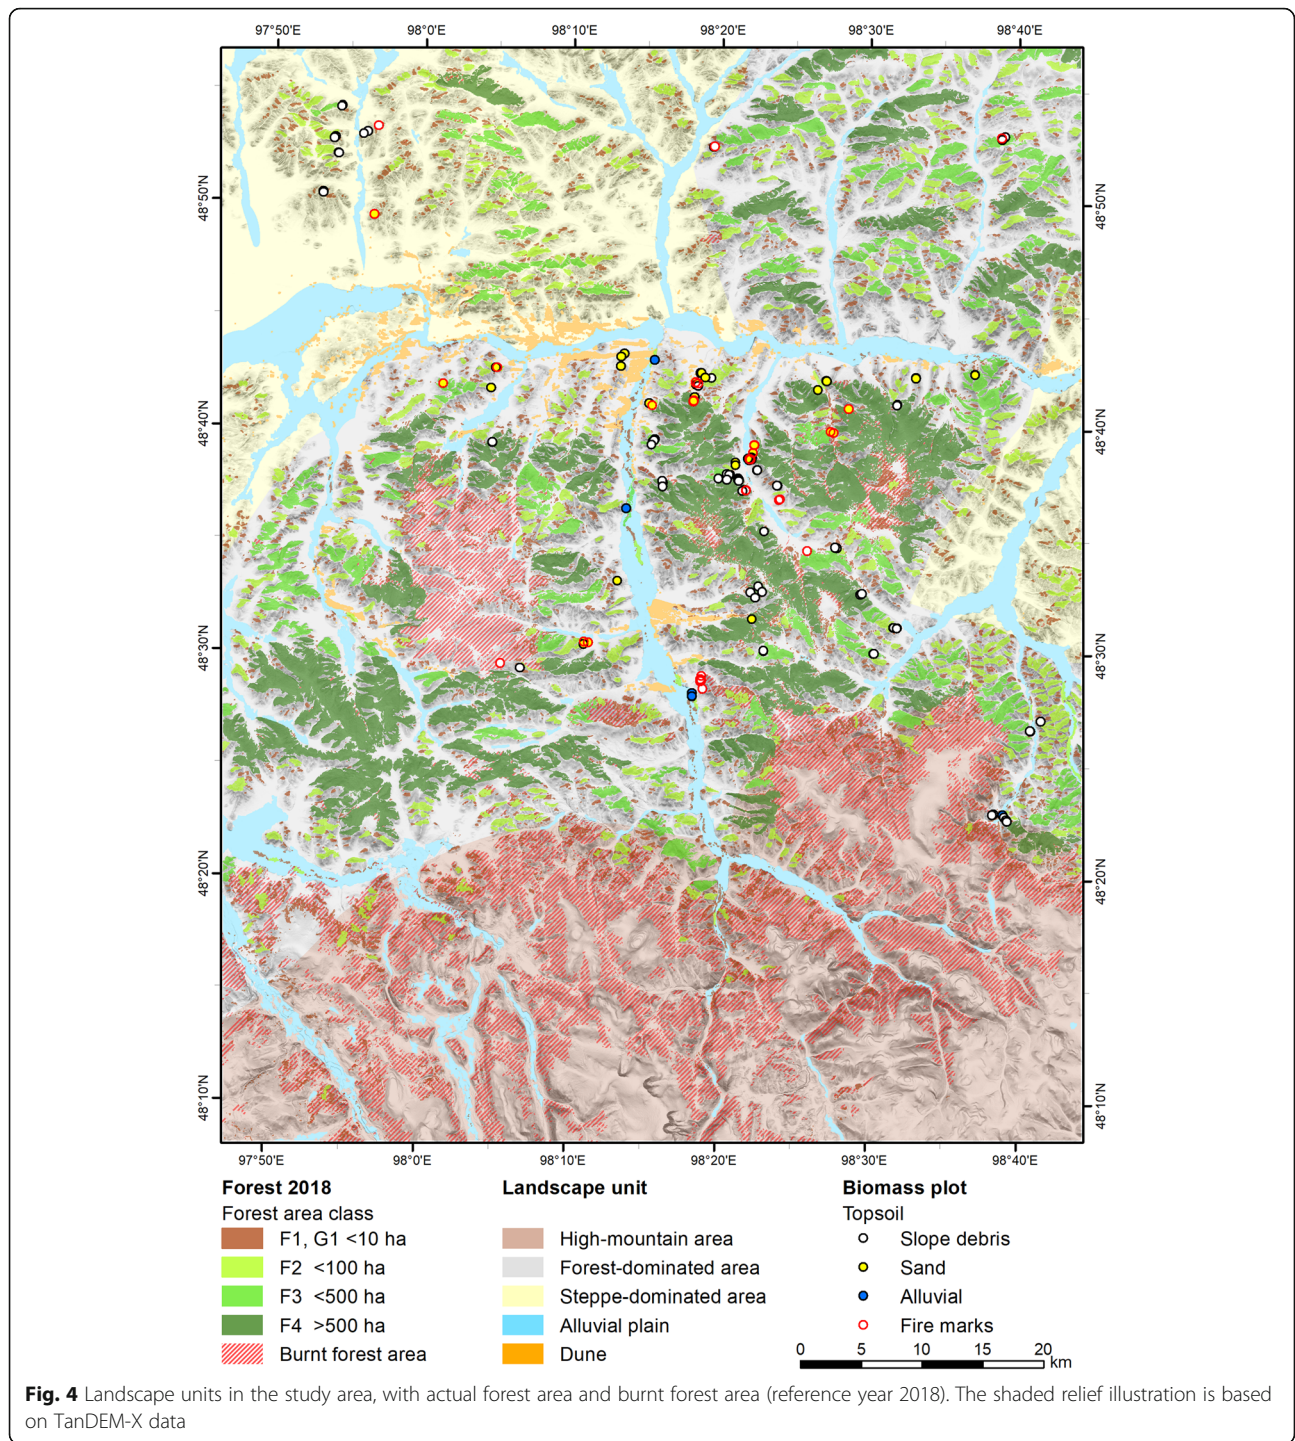 97°50'E 98°0'E 98°10'E 98°20'E 98°30'E 98°40'E
48°50'N 48°50'N
48°40'N 48°40'N
48°30'N 48°30'N
48°20'N 48°20'N
48°10'N 48°10'N
97°50'E 98°0'E 98°10'E 98°20'E 98°30'E 98°40'E
Forest 2018
Forest area class
F1, G1 <10 ha
F2 <100 ha
F3 <500 ha
F4 >500 ha
Burnt forest area
Landscape unit
High-mountain area
Forest-dominated area
Steppe-dominated area
Alluvial plain
Dune
Biomass plot
Topsoil
Slope debris
Sand
Alluvial
Fire marks
0 5 10 15 20
km
Fig. 4 Landscape units in the study area, with actual forest area and burnt forest area (reference year 2018). The shaded relief illustration is based
on TanDEM-X data